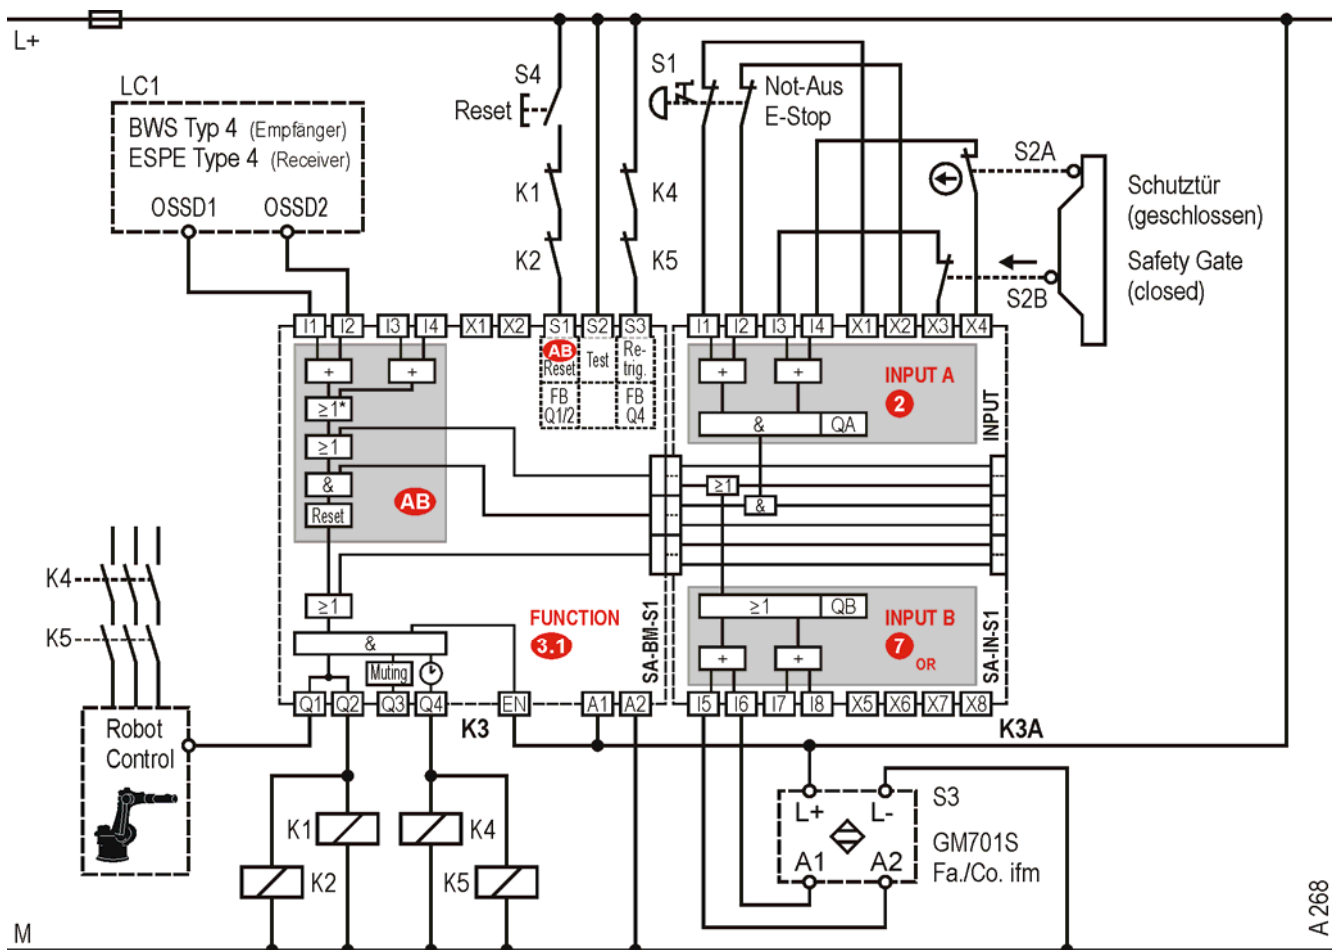 L+
LC1
BWS Typ 4 (Empfänger)
ESPE Type 4 (Receiver)
OSSD1 OSSD2
S4
Reset
K1
K2
K4
K5
S1
Not-Aus
E-Stop
S2A
S2B
Schutztür
(geschlossen)
Safety Gate
(closed)
I1 I2 I3 I4 X1 X2 S1 S2 S3
I1 I2 I3 I4 X1 X2 X3 X4
AB
Reset
Test
Re-
trig.
FB
Q1/2
FB
Q4
+ +
≥1*
≥1
&
Reset
AB
≥1
&
Muting
FUNCTION
3.1
SA-BM-S1
+ +
INPUT A
2
& QA
INPUT
≥1
&
≥1 QB
INPUT B
7 OR
+ +
SA-IN-S1
Q1 Q2 Q3 Q4 EN A1 A2
K3
I5 I6 I7 I8 X5 X6 X7 X8
K3A
K4
K5
Robot
Control
K1
K2
K4
K5
L+ L-
A1 A2
S3
GM701S
Fa./Co. ifm
M
A 268